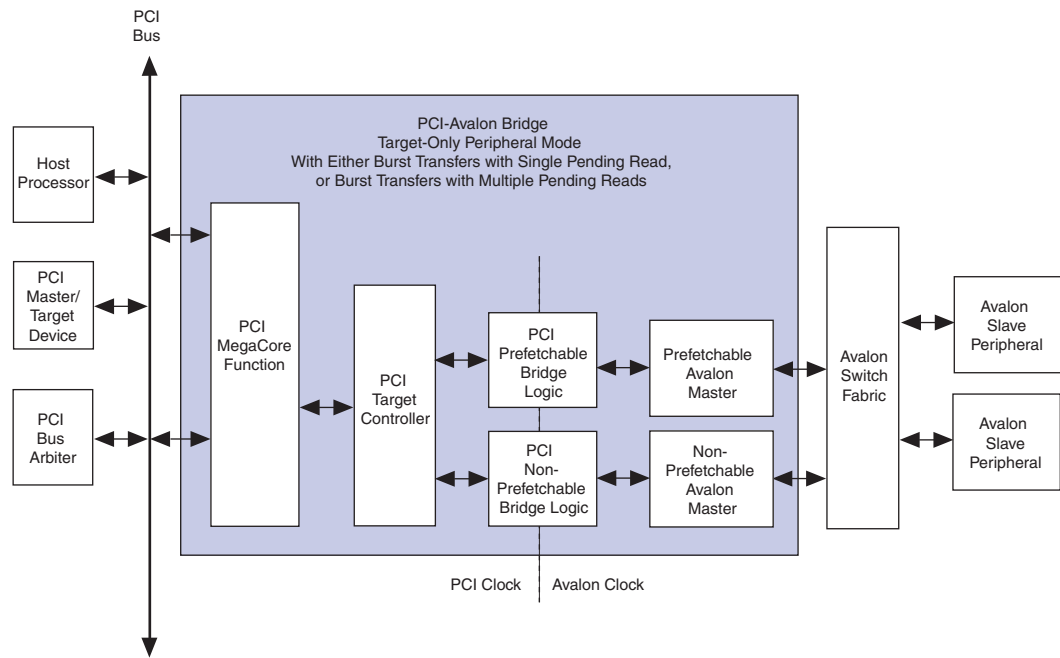 PCI
Bus
PCI-Avalon Bridge
Target-Only Peripheral Mode
With Either Burst Transfers with Single Pending Read,
or Burst Transfers with Multiple Pending Reads
Host
Processor
PCI
Master/
Target
Device
PCI
Bus
Arbiter
PCI
MegaCore
Function
PCI
Target
Controller
PCI
Prefetchable
Bridge
Logic
PCI
Non-
Prefetchable
Bridge Logic
Prefetchable
Avalon
Master
Non-
Prefetchable
Avalon
Master
Avalon
Switch
Fabric
Avalon
Slave
Peripheral
Avalon
Slave
Peripheral
PCI Clock
Avalon Clock